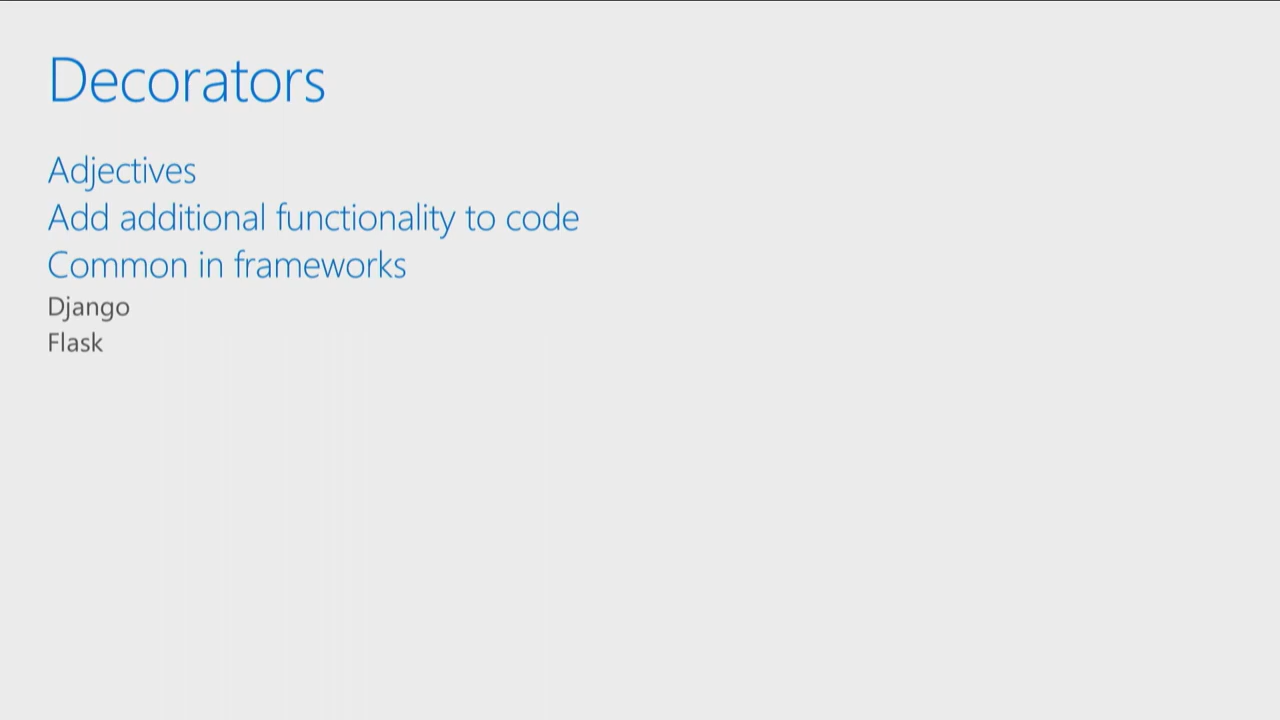 Decorators
Adjectives
Add additional functionality to code
Common in frameworks
Django
Flask